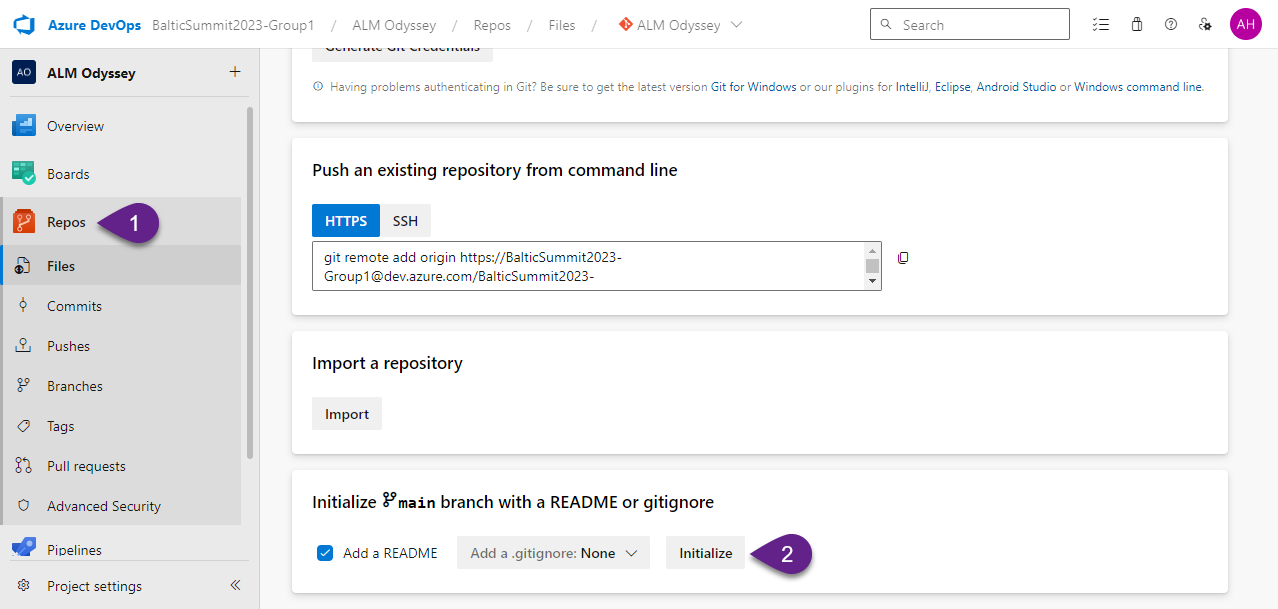 Azure DevOps BalticSummit2023-Group1 / ALM Odyssey / Repos / Files / ALM Odyssey Search AH
AO ALM Odyssey +
Overview
Boards
Repos 1
Files
Commits
Pushes
Branches
Tags
Pull requests
Advanced Security
Pipelines
Project settings
Generate Git Credentials
Having problems authenticating in Git? Be sure to get the latest version Git for Windows or our plugins for IntelliJ, Eclipse, Android Studio or Windows command line.
Push an existing repository from command line
HTTPS SSH
git remote add origin https://BalticSummit2023-
Group1@dev.azure.com/BalticSummit2023-
Import a repository
Import
Initialize main branch with a README or gitignore
Add a README Add a .gitignore: None Initialize 2